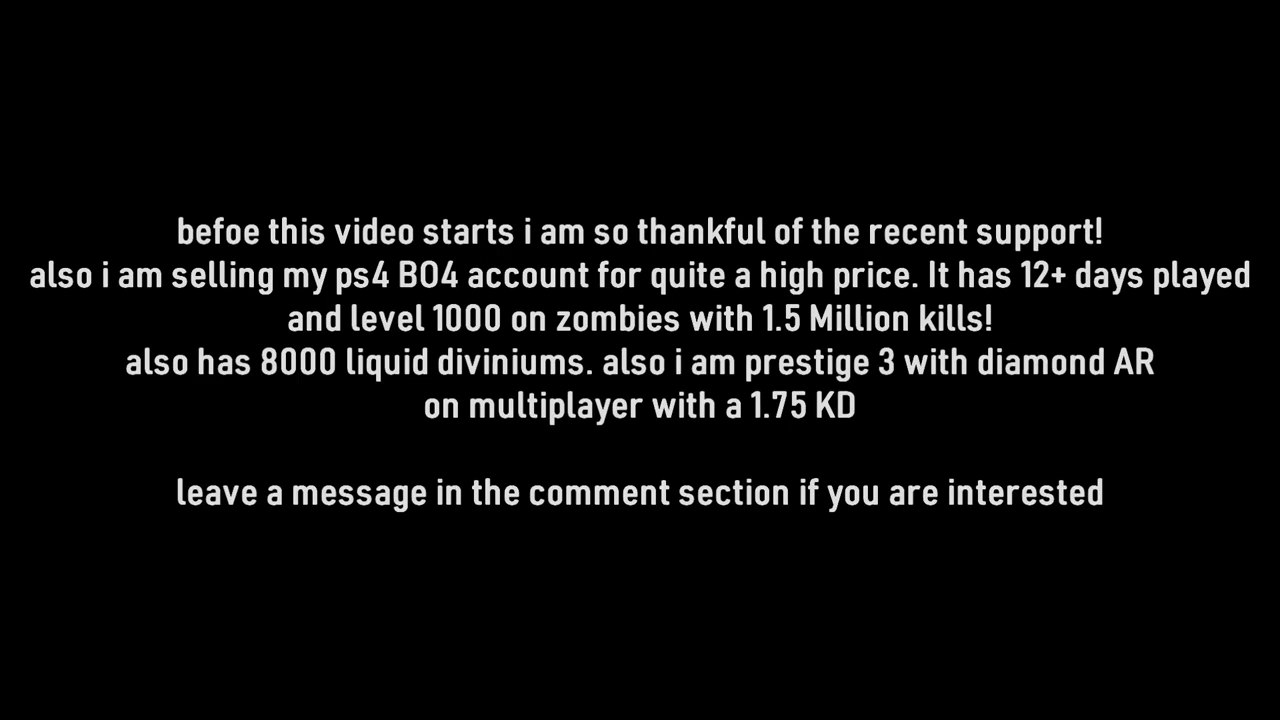 befoe this video starts i am so thankful of the recent support!
also i am selling my ps4 BO4 account for quite a high price. It has 12+ days played
and level 1000 on zombies with 1.5 Million kills!
also has 8000 liquid diviniums. also i am prestige 3 with diamond AR
on multiplayer with a 1.75 KD
leave a message in the comment section if you are interested